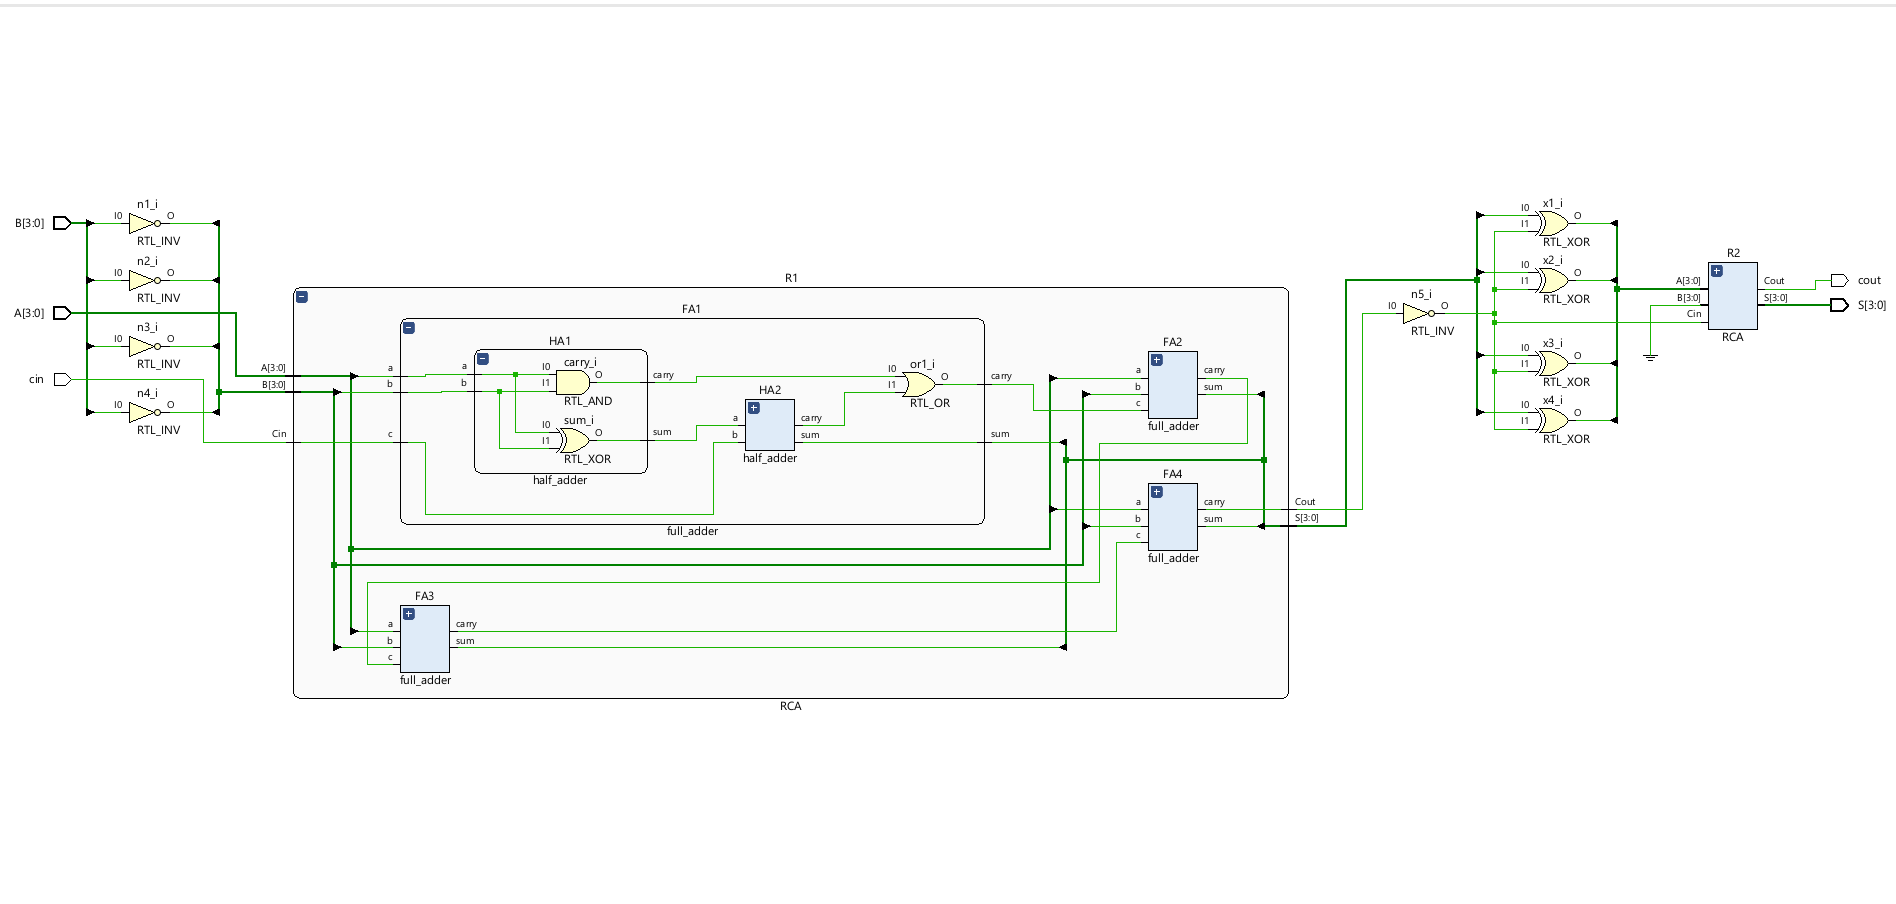 B[3:0]
n1_i
I0
O
RTL_INV
n2_i
I0
O
RTL_INV
A[3:0]
n3_i
I0
O
RTL_INV
cin
n4_i
I0
O
RTL_INV
R1
A[3:0]
B[3:0]
Cin
FA1
a
b
c
HA1
a
b
carry_i
I0
I1
O
RTL_AND
sum_i
I0
I1
O
RTL_XOR
carry
sum
half_adder
HA2
a
b
carry
sum
half_adder
or1_i
I0
I1
O
RTL_OR
carry
sum
full_adder
FA2
a
b
c
carry
sum
full_adder
FA4
a
b
c
carry
sum
full_adder
FA3
a
b
c
carry
sum
full_adder
Cout
S[3:0]
RCA
n5_i
I0
O
RTL_INV
x1_i
I0
I1
O
RTL_XOR
x2_i
I0
I1
O
RTL_XOR
x3_i
I0
I1
O
RTL_XOR
x4_i
I0
I1
O
RTL_XOR
R2
A[3:0]
B[3:0]
Cin
Cout
S[3:0]
RCA
cout
S[3:0]